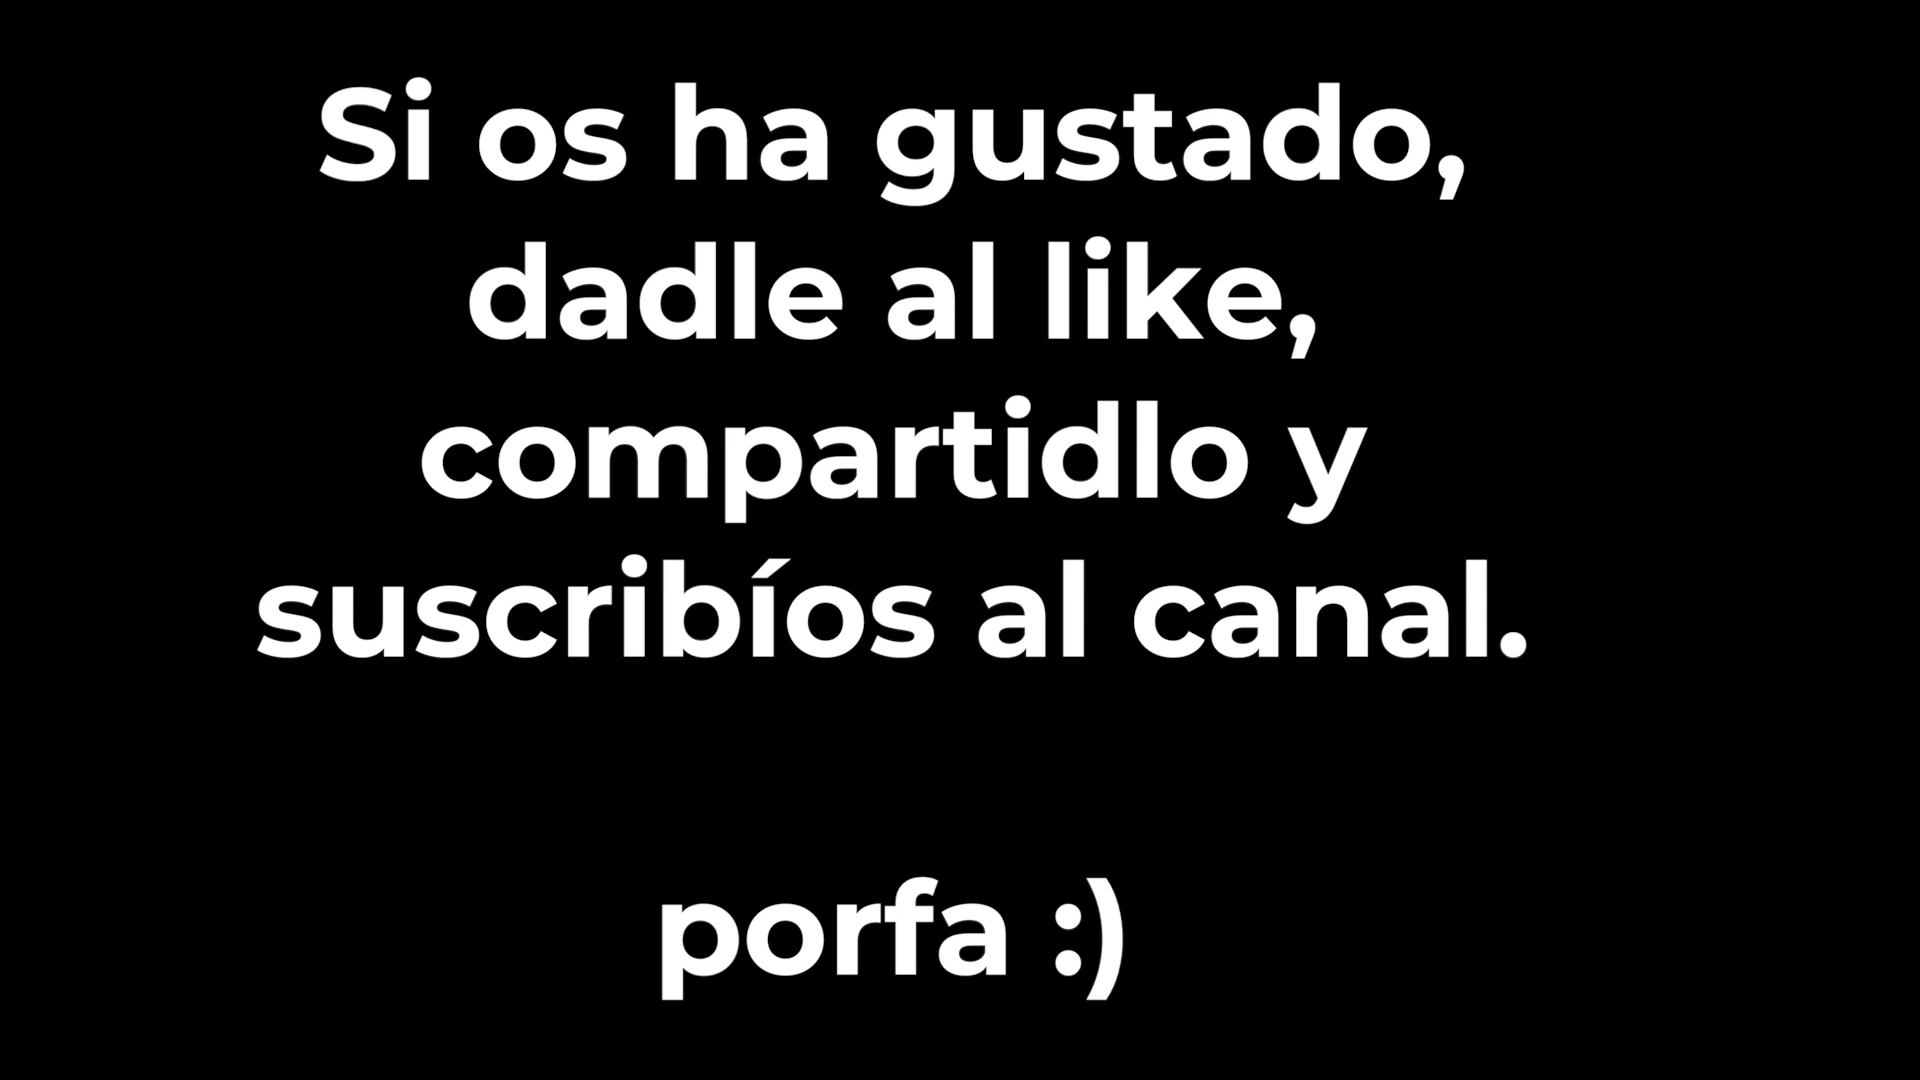 Si os ha gustado,
dadle al like,
compartidlo y
suscribíos al canal.
porfa :)